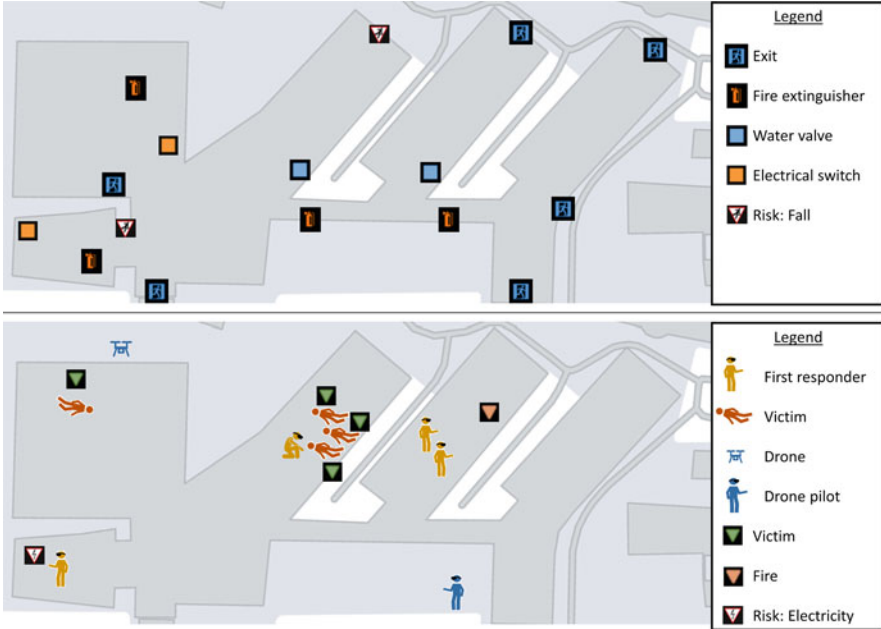 Legend
Exit
Fire extinguisher
Water valve
Electrical switch
Risk: Fall
Legend
First responder
Victim
Drone
Drone pilot
Victim
Fire
Risk: Electricity